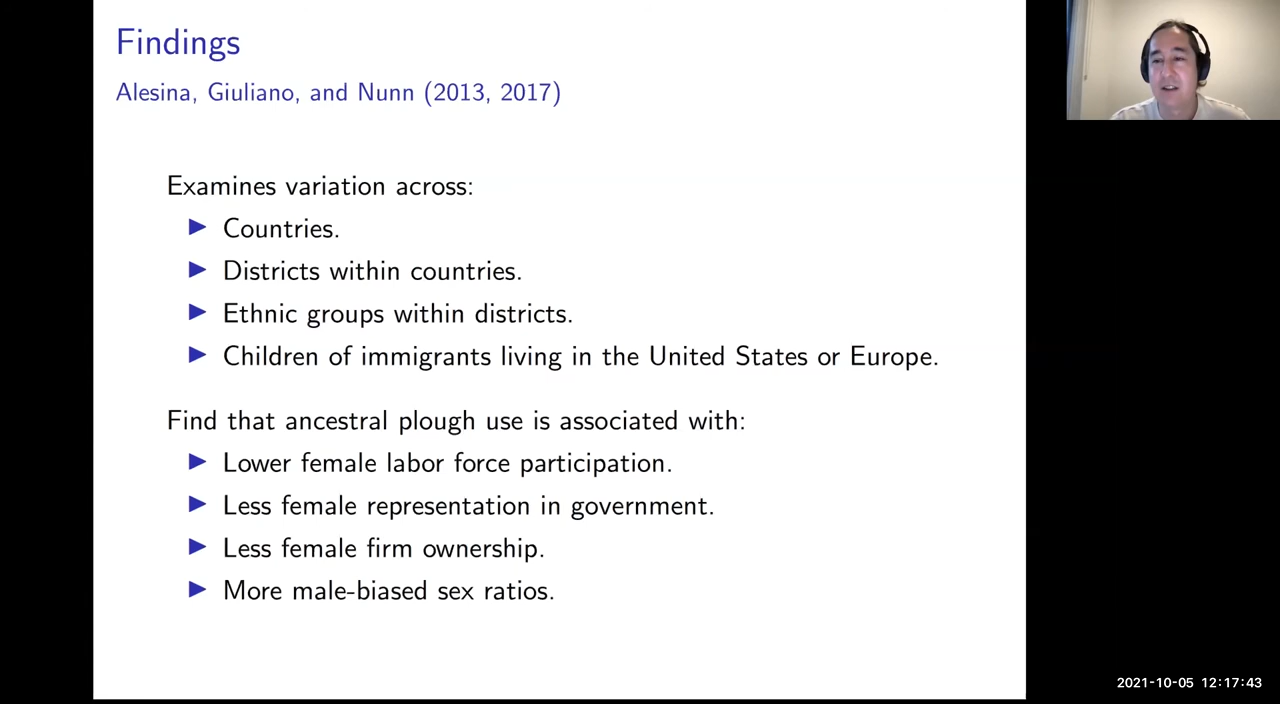 Findings
Alesina, Giuliano, and Nunn (2013, 2017)
Examines variation across:
▶ Countries.
▶ Districts within countries.
▶ Ethnic groups within districts.
▶ Children of immigrants living in the United States or Europe.
Find that ancestral plough use is associated with:
▶ Lower female labor force participation.
▶ Less female representation in government.
▶ Less female firm ownership.
▶ More male-biased sex ratios.
2021-10-05 12:17:43